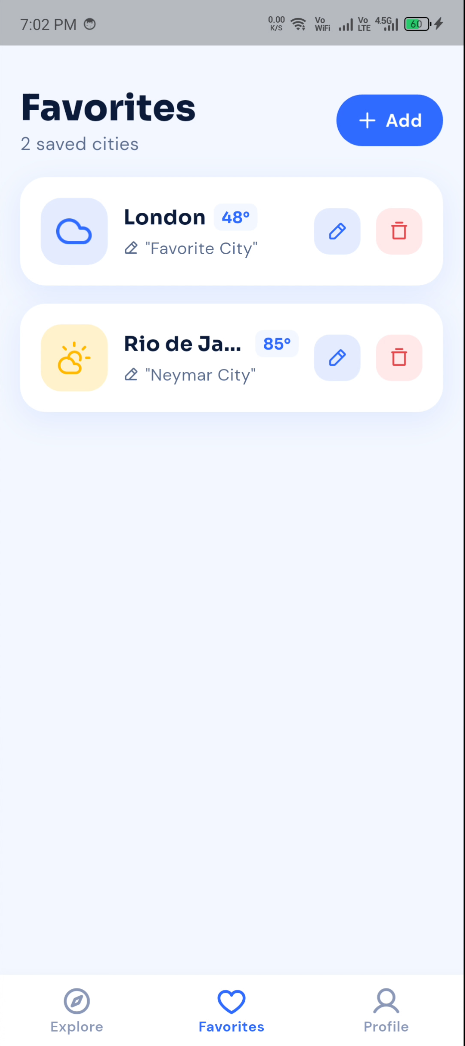 7:02 PM
0.00 K/S Vo WiFi Vo LTE 4.5G 60
Favorites
2 saved cities
+ Add
London 48°
"Favorite City"
Rio de Ja... 85°
"Neymar City"
Explore Favorites Profile